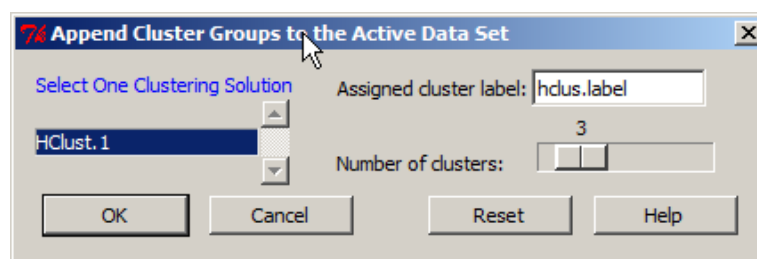 Append Cluster Groups to the Active Data Set
Select One Clustering Solution
Assigned cluster label: hclus.label
HClust.1
3
Number of clusters:
OK Cancel Reset Help